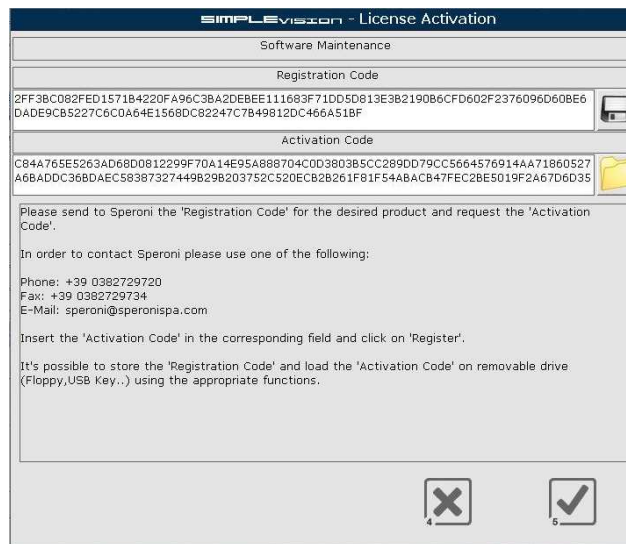 SIMPLEVISION - License Activation
Software Maintenance
Registration Code
2FF3BC082FED1571B4220FA96C3BA2DEBEE111683F71DD5D813E3B2190B6CFD602F2376096D60BE6
DADE9CB5227C6C0A64E1568DC82247C7B49812DC466A51BF
Activation Code
C84A765E5263AD68D0812299F70A14E95A888704C0D3803B5CC289DD79CC5664576914AA71860527
A6BADDC36BDAEC58387327449B29B203752C520ECB2B261F81F54ABACB47FEC2BE5019F2A67D6D35
Please send to Speroni the 'Registration Code' for the desired product and request the 'Activation
Code'.
In order to contact Speroni please use one of the following:
Phone: +39 0382729720
Fax: +39 0382729734
E-Mail: speroni@speronispa.com
Insert the 'Activation Code' in the corresponding field and click on 'Register'.
It's possible to store the 'Registration Code' and load the 'Activation Code' on removable drive
(Floppy,USB Key..) using the appropriate functions.
4
5